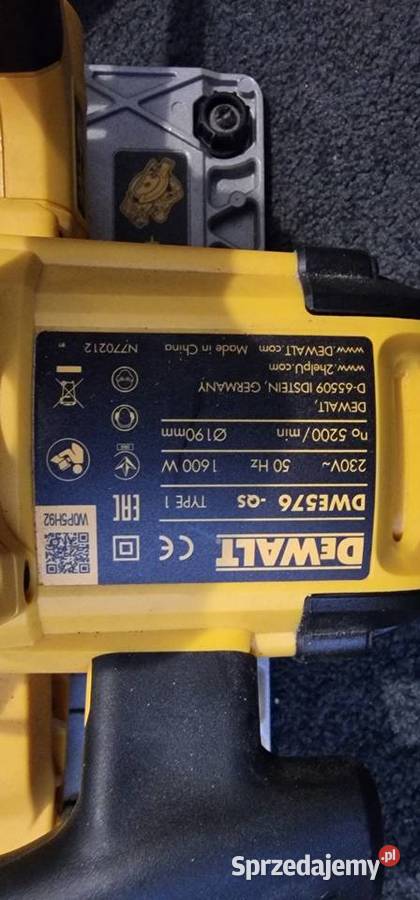 DEWALT
CE
EAC
W0P5H92
DWE576 -QS TYPE 1
230V~ 50 Hz 1600 W
n₀ 5200 / min Ø190mm
DEWALT,
D-65509 IDSTEIN, GERMANY
www.2helpU.com
www.DEWALT.com Made in China N770212
Sprzedajemy.pl